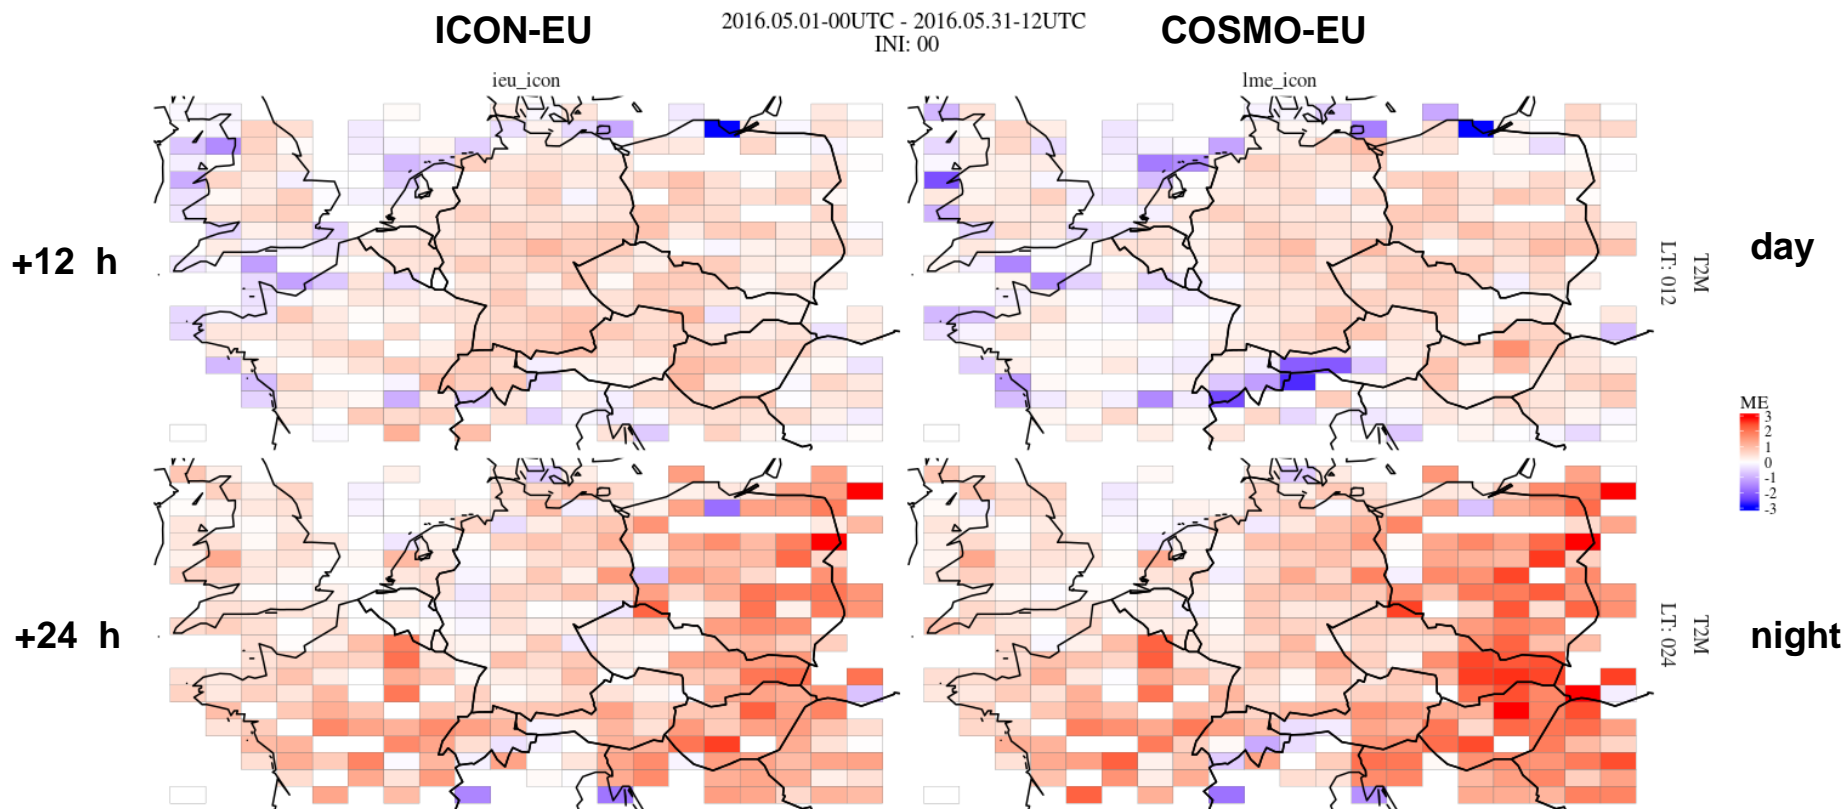 ICON-EU
2016.05.01-00UTC - 2016.05.31-12UTC
INI: 00
COSMO-EU
ieu_icon
lme_icon
+12 h
T2M
LT: 012
day
ME
3
2
1
0
-1
-2
-3
+24 h
T2M
LT: 024
night